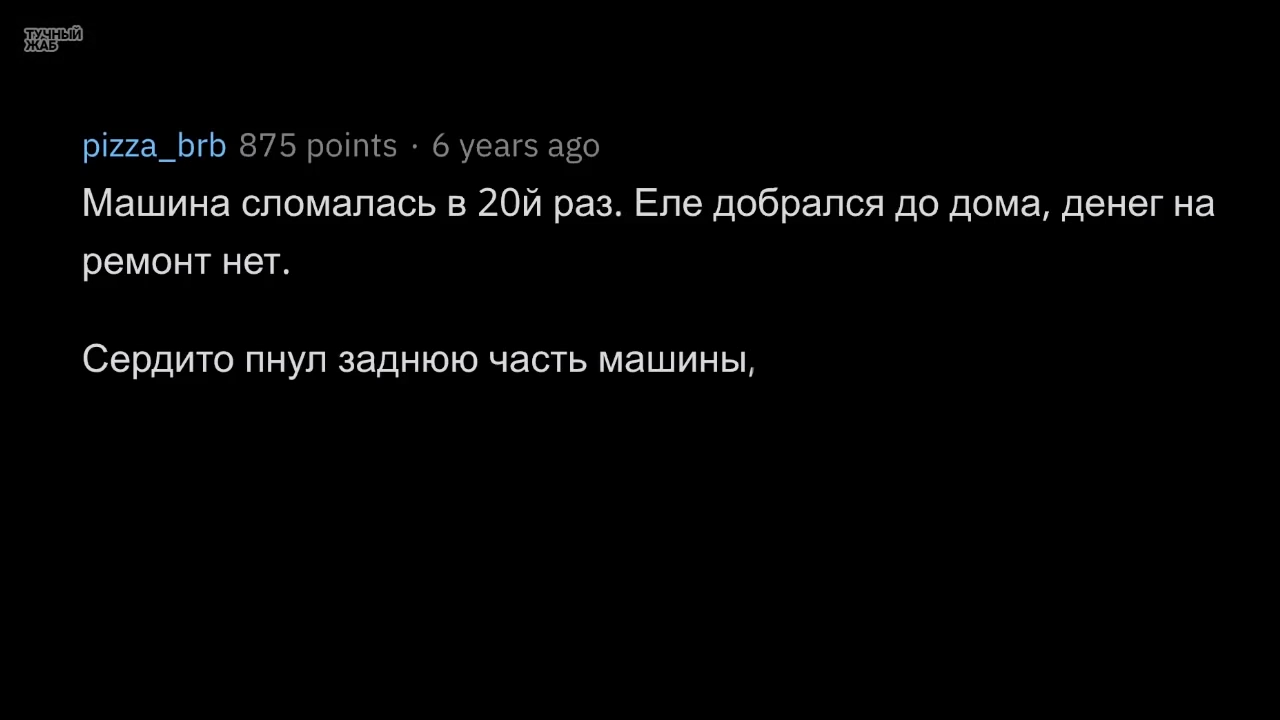 ТУЧНЫЙ
ЖАБ
pizza_brb 875 points · 6 years ago
Машина сломалась в 20й раз. Еле добрался до дома, денег на
ремонт нет.
Сердито пнул заднюю часть машины,